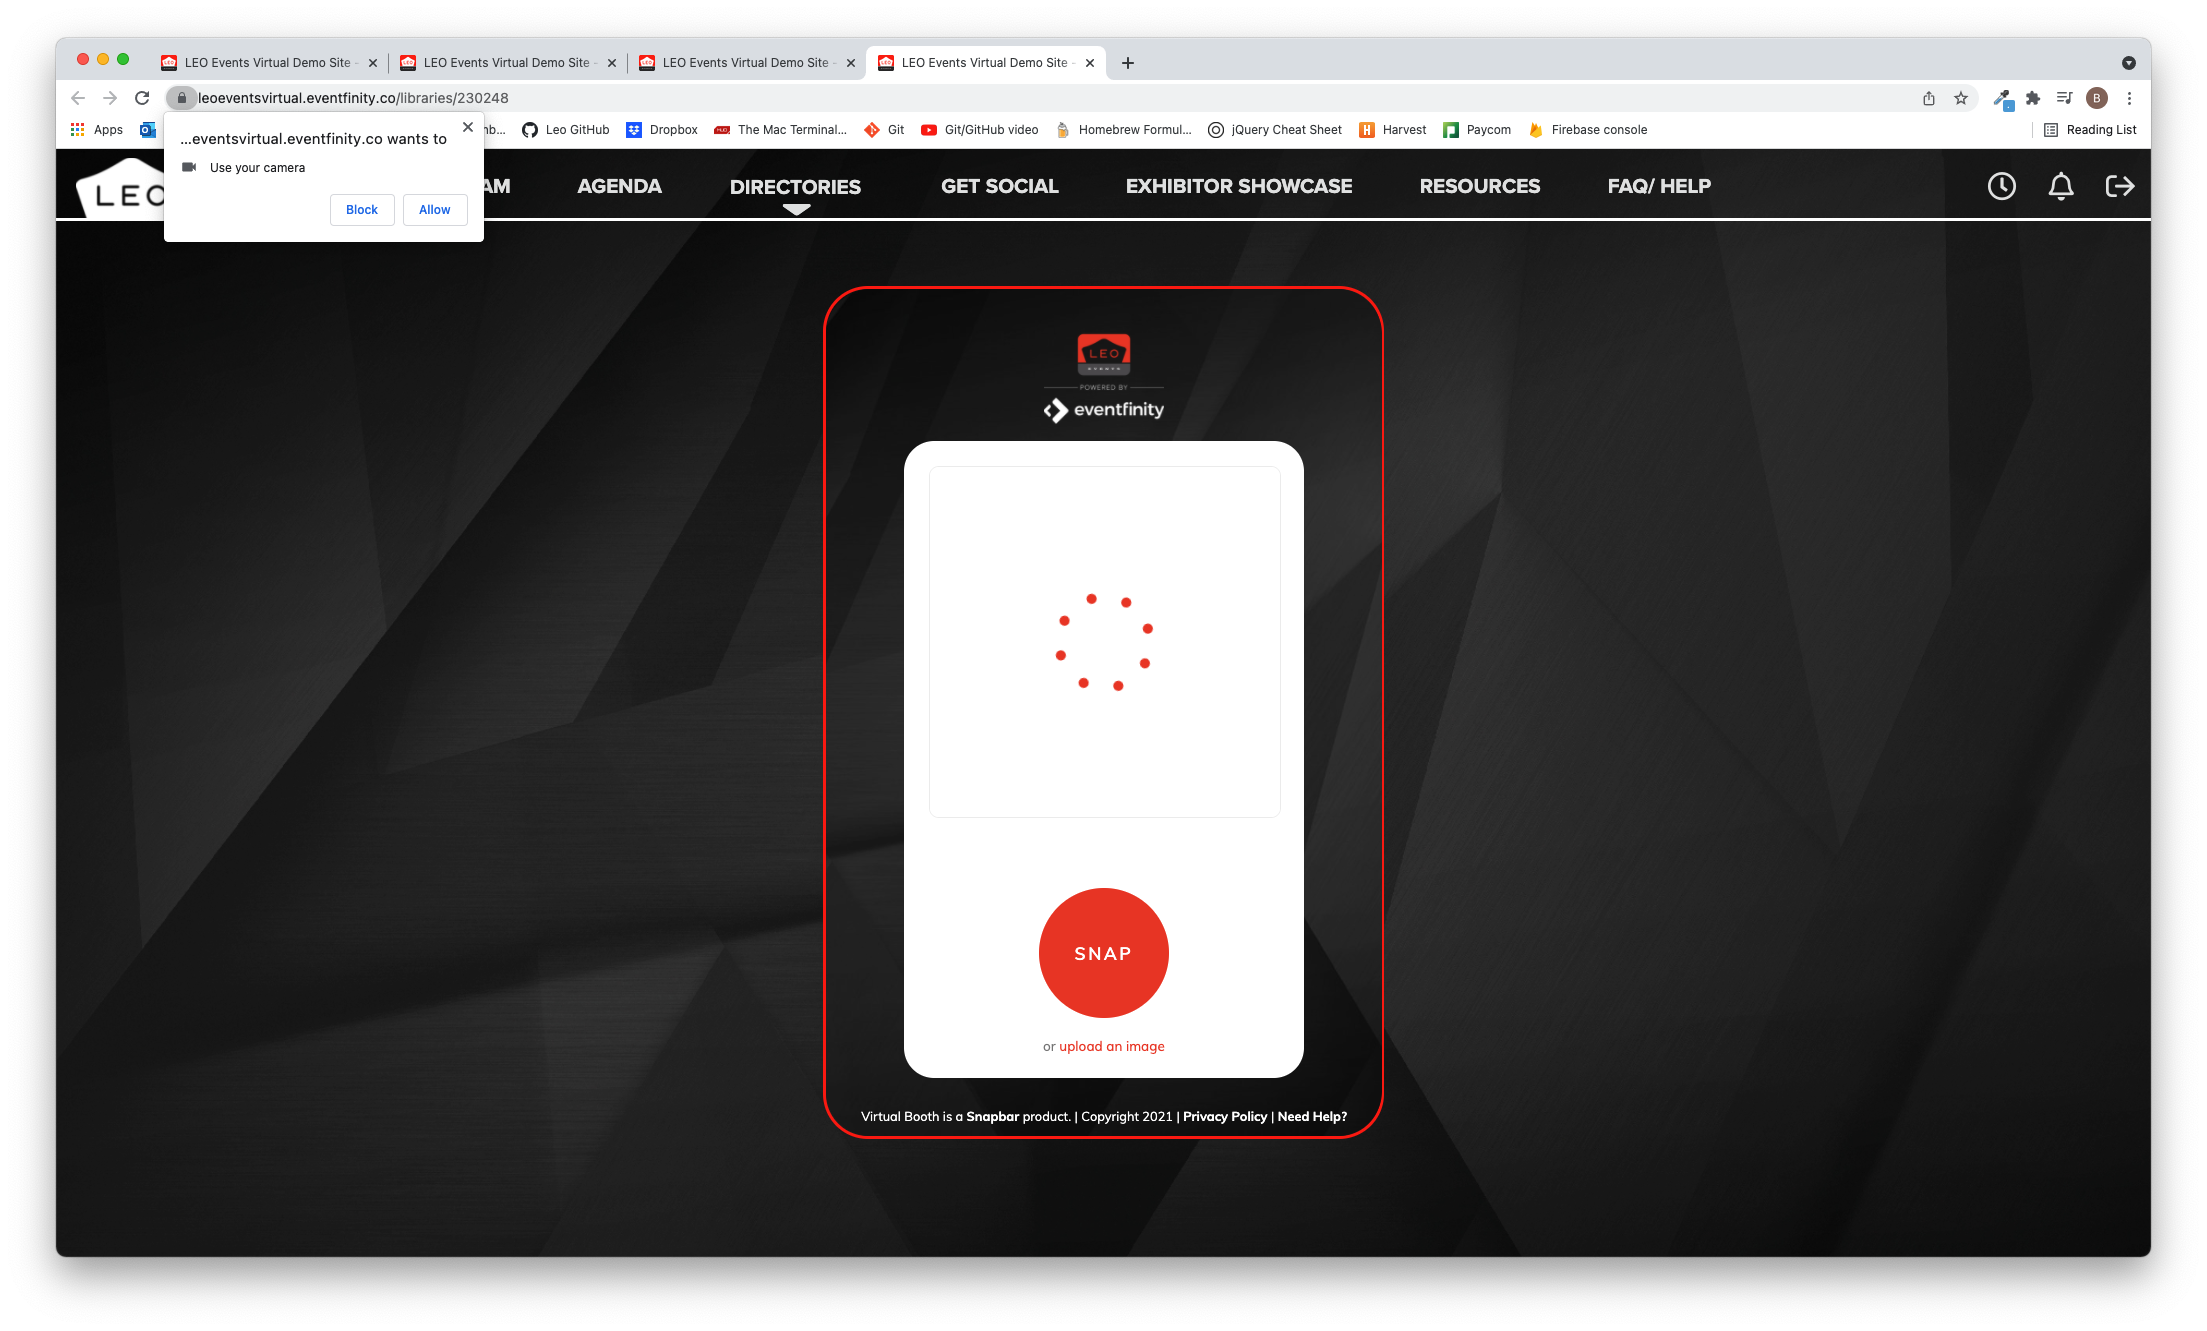 LEO Events Virtual Demo Site -
LEO Events Virtual Demo Site -
LEO Events Virtual Demo Site -
LEO Events Virtual Demo Site -
leoeventsvirtual.eventfinity.co/libraries/230248
B
Apps
nb...
Leo GitHub
Dropbox
The Mac Terminal...
Git
Git/GitHub video
Homebrew Formul...
jQuery Cheat Sheet
Harvest
Paycom
Firebase console
Reading List
...eventsvirtual.eventfinity.co wants to
Use your camera
Block
Allow
LEO
AM
AGENDA
DIRECTORIES
GET SOCIAL
EXHIBITOR SHOWCASE
RESOURCES
FAQ/ HELP
LEO
EVENTS
POWERED BY
eventfinity
SNAP
or upload an image
Virtual Booth is a Snapbar product. | Copyright 2021 | Privacy Policy | Need Help?